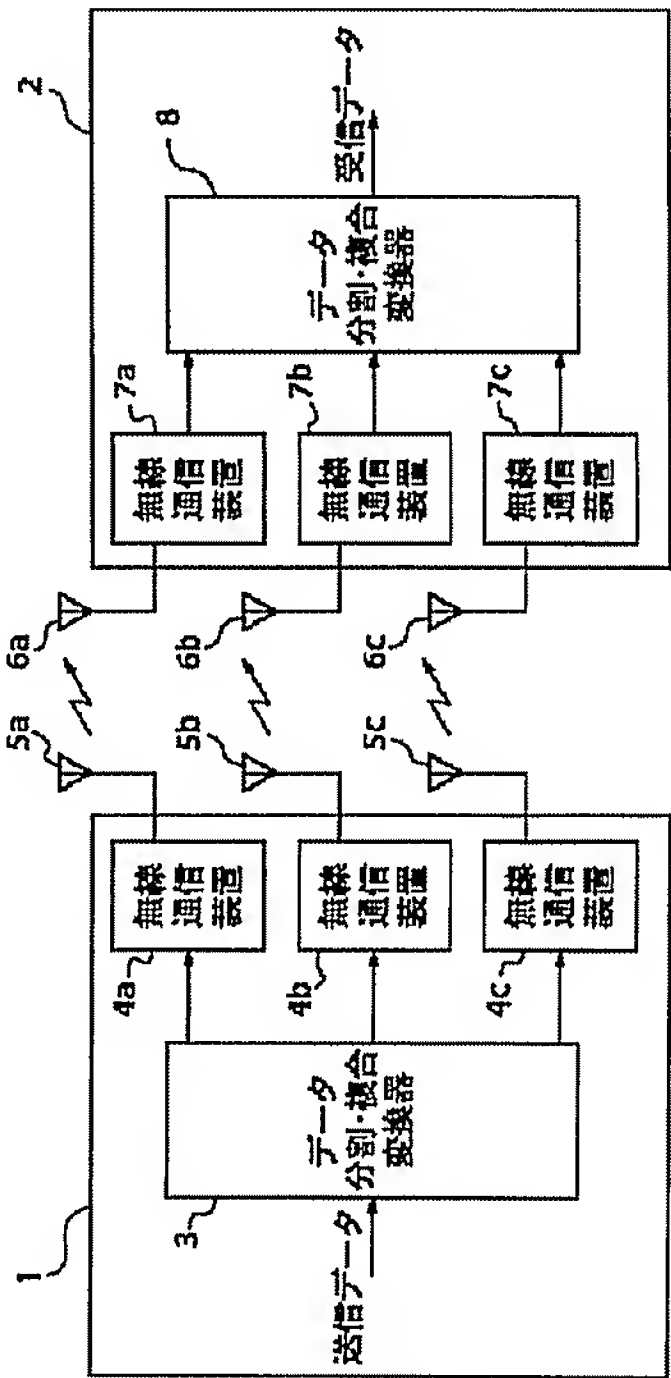 1
送信データ
3
データ
分割・複合
変換器
4a
無線
通信
装置
4b
無線
通信
装置
4c
無線
通信
装置
5a
5b
5c
6a
6b
6c
2
7a
無線
通信
装置
7b
無線
通信
装置
7c
無線
通信
装置
8
データ
分割・複合
変換器
受信データ